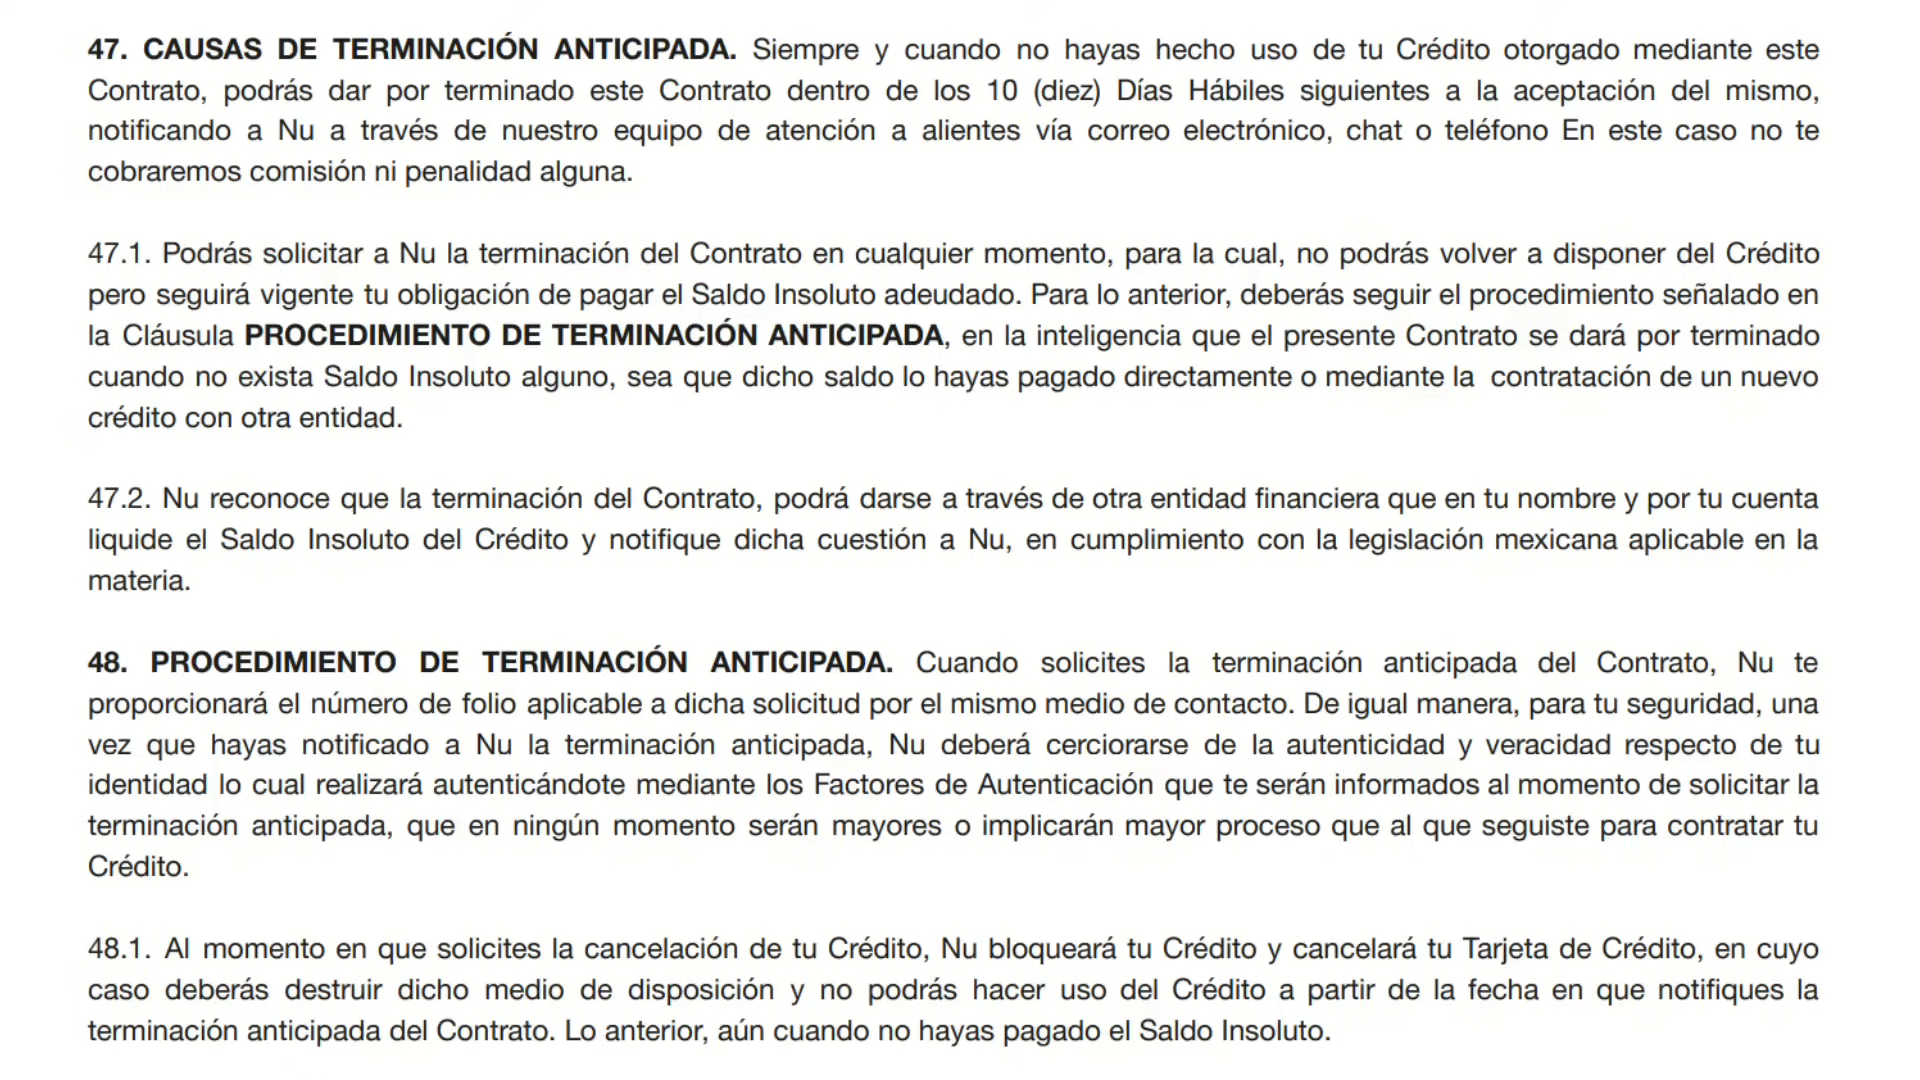 47. CAUSAS DE TERMINACIÓN ANTICIPADA. Siempre y cuando no hayas hecho uso de tu Crédito otorgado mediante este
Contrato, podrás dar por terminado este Contrato dentro de los 10 (diez) Días Hábiles siguientes a la aceptación del mismo,
notificando a Nu a través de nuestro equipo de atención a alientes vía correo electrónico, chat o teléfono En este caso no te
cobraremos comisión ni penalidad alguna.
47.1. Podrás solicitar a Nu la terminación del Contrato en cualquier momento, para la cual, no podrás volver a disponer del Crédito
pero seguirá vigente tu obligación de pagar el Saldo Insoluto adeudado. Para lo anterior, deberás seguir el procedimiento señalado en
la Cláusula PROCEDIMIENTO DE TERMINACIÓN ANTICIPADA, en la inteligencia que el presente Contrato se dará por terminado
cuando no exista Saldo Insoluto alguno, sea que dicho saldo lo hayas pagado directamente o mediante la contratación de un nuevo
crédito con otra entidad.
47.2. Nu reconoce que la terminación del Contrato, podrá darse a través de otra entidad financiera que en tu nombre y por tu cuenta
liquide el Saldo Insoluto del Crédito y notifique dicha cuestión a Nu, en cumplimiento con la legislación mexicana aplicable en la
materia.
48. PROCEDIMIENTO DE TERMINACIÓN ANTICIPADA. Cuando solicites la terminación anticipada del Contrato, Nu te
proporcionará el número de folio aplicable a dicha solicitud por el mismo medio de contacto. De igual manera, para tu seguridad, una
vez que hayas notificado a Nu la terminación anticipada, Nu deberá cerciorarse de la autenticidad y veracidad respecto de tu
identidad lo cual realizará autenticándote mediante los Factores de Autenticación que te serán informados al momento de solicitar la
terminación anticipada, que en ningún momento serán mayores o implicarán mayor proceso que al que seguiste para contratar tu
Crédito.
48.1. Al momento en que solicites la cancelación de tu Crédito, Nu bloqueará tu Crédito y cancelará tu Tarjeta de Crédito, en cuyo
caso deberás destruir dicho medio de disposición y no podrás hacer uso del Crédito a partir de la fecha en que notifiques la
terminación anticipada del Contrato. Lo anterior, aún cuando no hayas pagado el Saldo Insoluto.